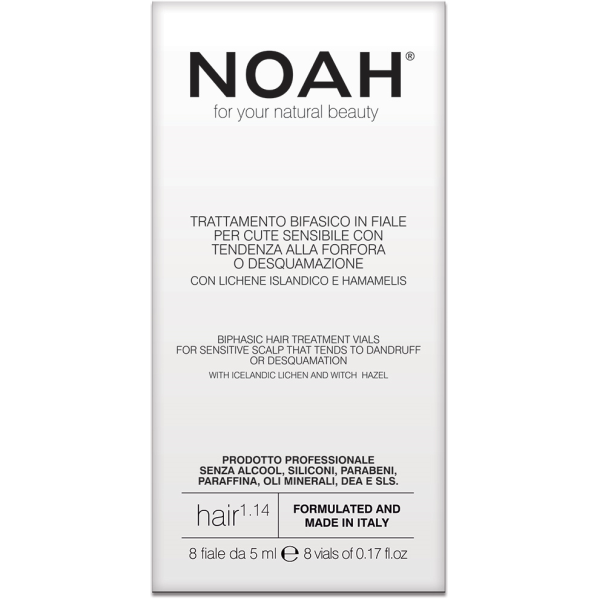 NOAH®
for your natural beauty
TRATTAMENTO BIFASICO IN FIALE
PER CUTE SENSIBILE CON
TENDENZA ALLA FORFORA
O DESQUAMAZIONE
CON LICHENE ISLANDICO E HAMAMELIS
BIPHASIC HAIR TREATMENT VIALS
FOR SENSITIVE SCALP THAT TENDS TO DANDRUFF
OR DESQUAMATION
WITH ICELANDIC LICHEN AND WITCH HAZEL
PRODOTTO PROFESSIONALE
SENZA ALCOOL, SILICONI, PARABENI,
PARAFFINA, OLI MINERALI, DEA E SLS.
hair1.14
FORMULATED AND
MADE IN ITALY
8 fiale da 5 ml ℮ 8 vials of 0.17 fl.oz